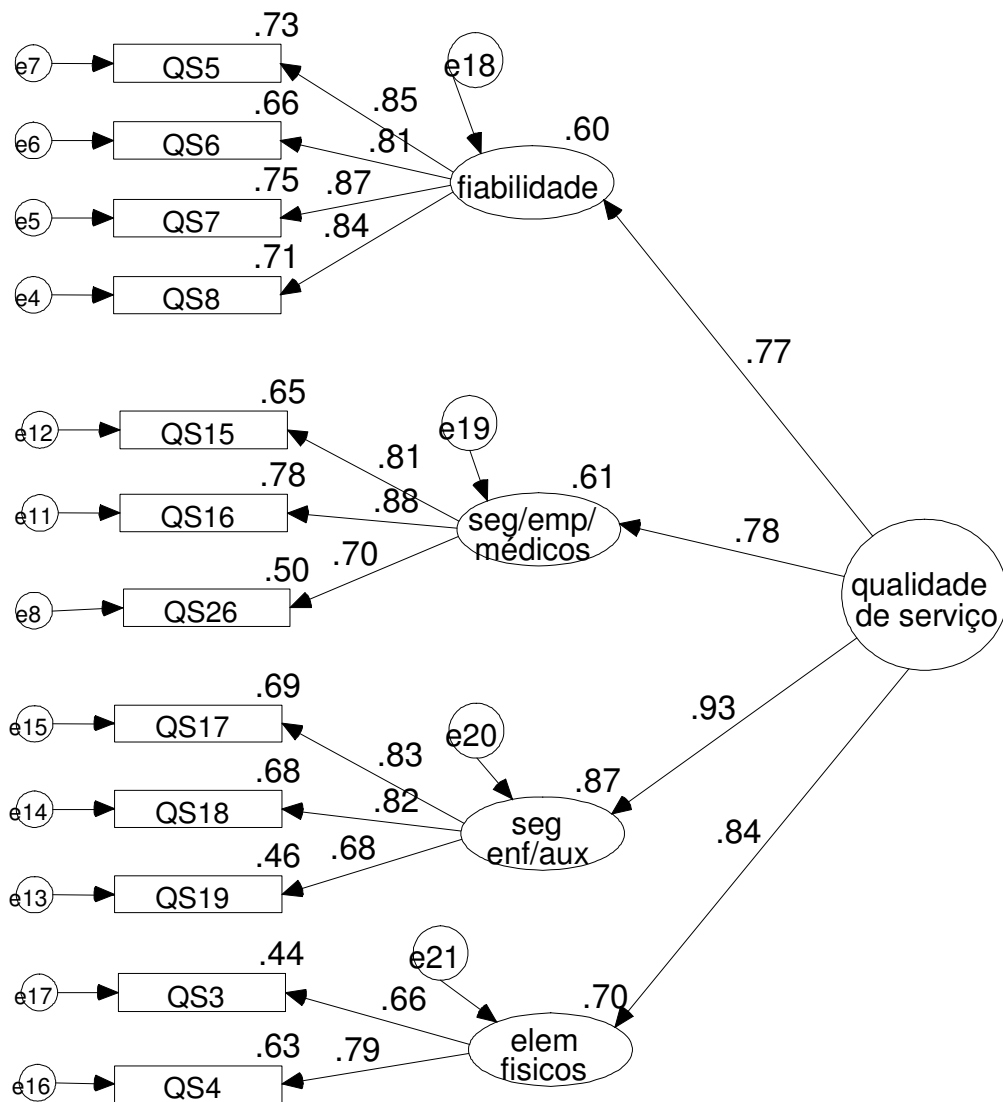 .73
e7
QS5
e18
.85
.66
.60
e6
QS6
.81
fiabilidade
.75
.87
e5
QS7
.84
.71
e4
QS8
.77
.65
e12
QS15
e19
.81
.61
.78
e11
QS16
.88
seg/emp/
médicos
.78
.70
.50
e8
QS26
qualidade
de serviço
.69
e15
QS17
e20
.93
.83
.87
.68
e14
QS18
.82
seg
enf/aux
.84
.68
.46
e13
QS19
.44
e21
e17
QS3
.66
.70
elem
fisicos
.63
.79
e16
QS4